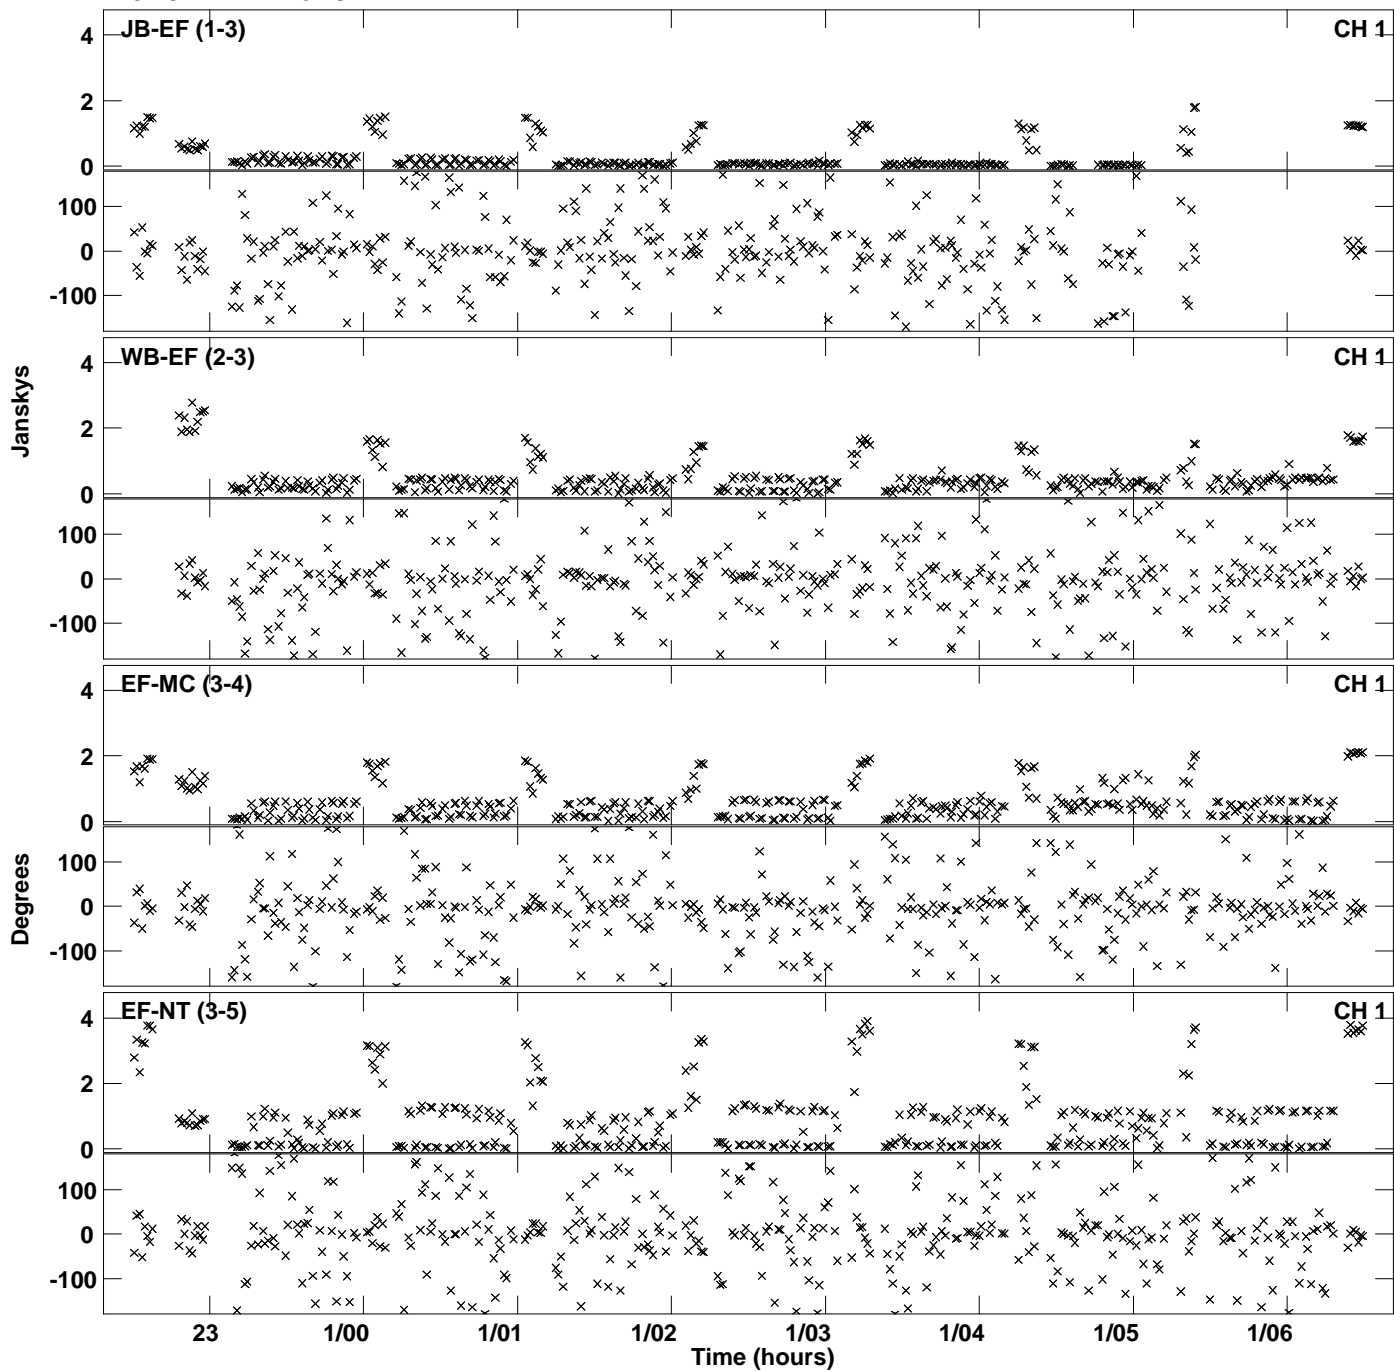 JB-EF (1-3)
CH 1
4
2
0
100
0
-100
WB-EF (2-3)
CH 1
4
2
0
100
0
-100
Janskys
EF-MC (3-4)
CH 1
4
2
0
100
0
-100
Degrees
EF-NT (3-5)
CH 1
4
2
0
100
0
-100
23 1/00 1/01 1/02 1/03 1/04 1/05 1/06
Time (hours)